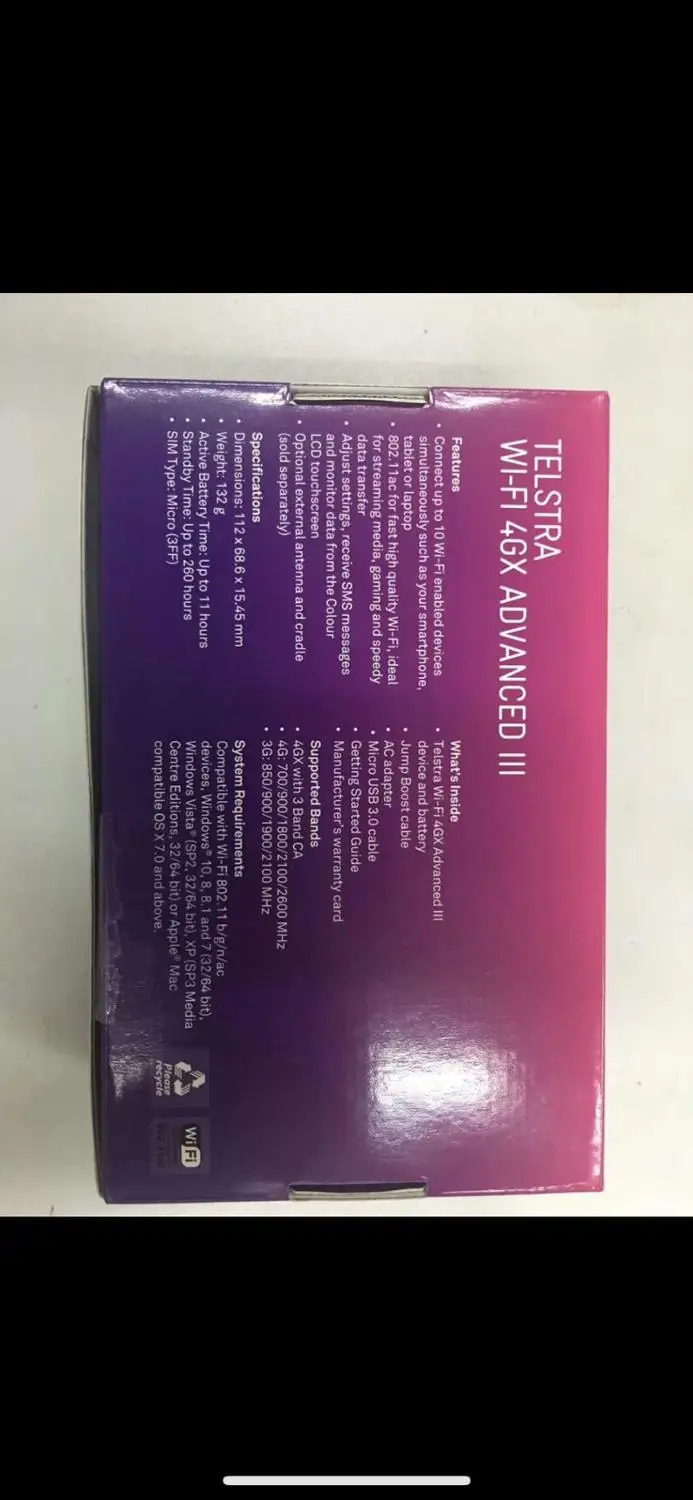 TELSTRA
WI-FI 4GX ADVANCED III
Features
• Connect up to 10 Wi-Fi enabled devices
simultaneously such as your smartphone,
tablet or laptop
• 802.11ac for fast high quality Wi-Fi, ideal
for streaming media, gaming and speedy
data transfer
• Adjust settings, receive SMS messages
and monitor data from the Colour
LCD touchscreen
• Optional external antenna and cradle
(sold separately)
Specifications
• Dimensions: 112 x 68.6 x 15.45 mm
• Weight: 132 g
• Active Battery Time: Up to 11 hours
• Standby Time: Up to 260 hours
• SIM Type: Micro (3FF)
What's Inside
• Telstra Wi-Fi 4GX Advanced III
device and battery
• Jump Boost cable
• AC adapter
• Micro USB 3.0 cable
• Getting Started Guide
• Manufacturer's warranty card
Supported Bands
• 4GX with 3 Band CA
• 4G: 700/900/1800/2100/2600 MHz
• 3G: 850/900/1900/2100 MHz
System Requirements
Compatible with Wi-Fi 802.11 b/g/n/ac
devices, Windows® 10, 8, 8.1 and 7 (32/64 bit),
Windows Vista® (SP2, 32/64 bit), XP (SP3 Media
Centre Editions, 32/64 bit) or Apple® Mac
compatible OS X 7.0 and above.
Please
recycle
Wi Fi